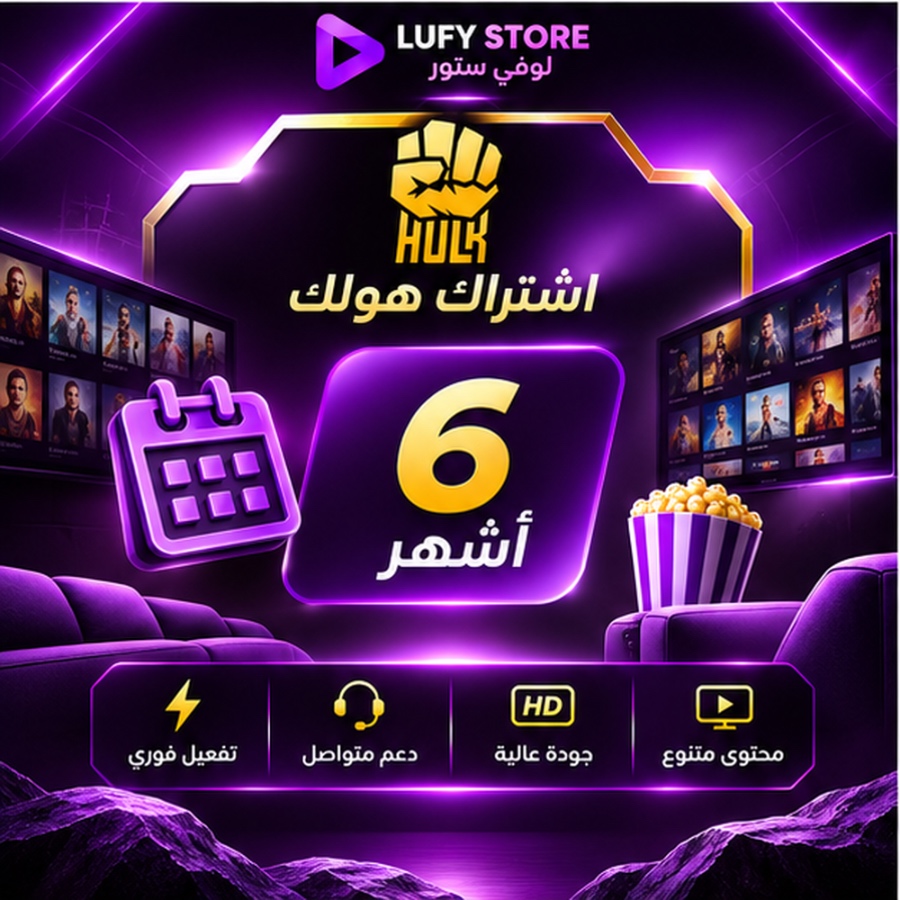 LUFY STORE
لوفي ستور
HULK
اشتراك هولك
6
أشهر
محتوى متنوع
HD
جودة عالية
دعم متواصل
تفعيل فوري